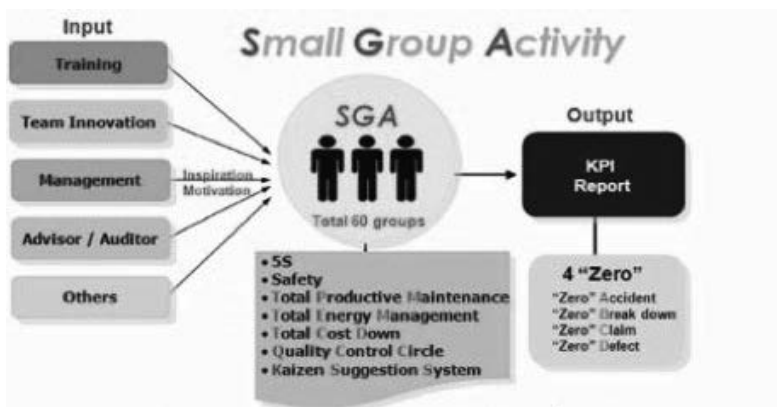 Small Group Activity
Input
Training
Team Innovation
Management
Advisor / Auditor
Others
Inspiration
Motivation
SGA
Total 60 groups
• 5S
• Safety
• Total Productive Maintenance
• Total Energy Management
• Total Cost Down
• Quality Control Circle
• Kaizen Suggestion System
Output
KPI
Report
4 “Zero”
“Zero” Accident
“Zero” Break down
“Zero” Claim
“Zero” Defect